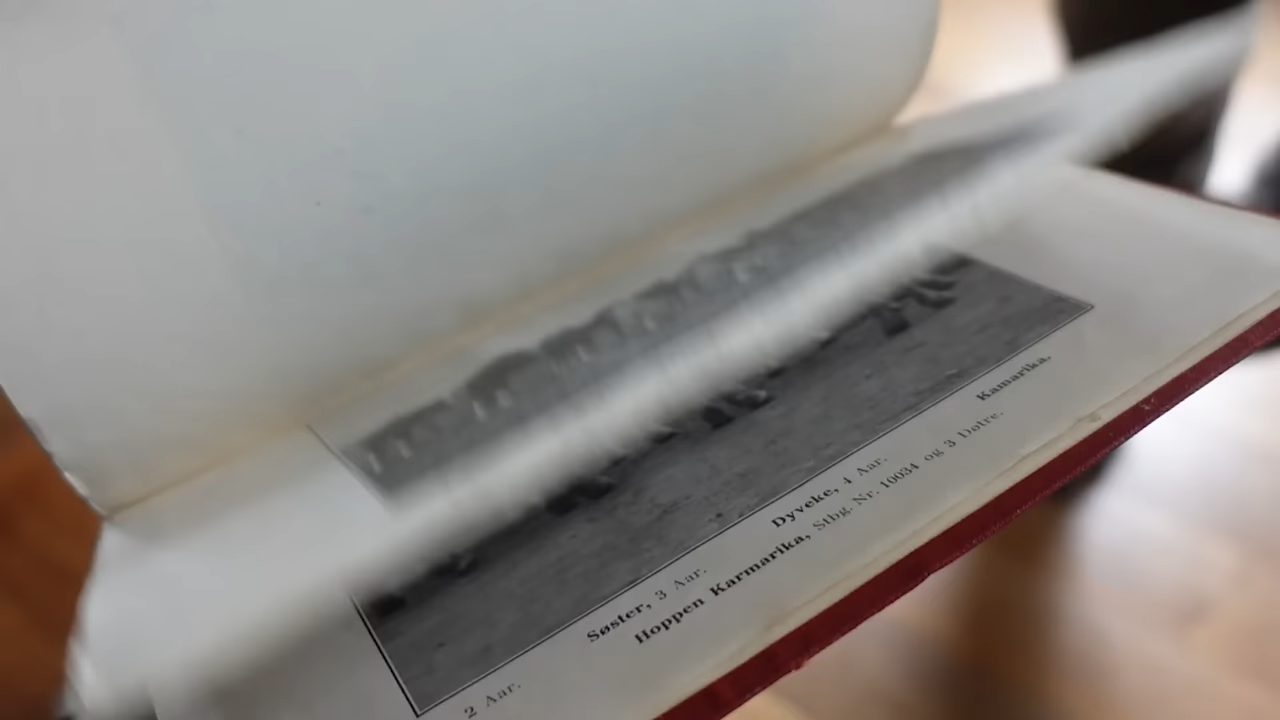 2 Aar. Søster, 3 Aar. Dyveke, 4 Aar. Kamarika.
Hoppen Karmarika, Stbg. Nr. 10034 og 3 Døtre.